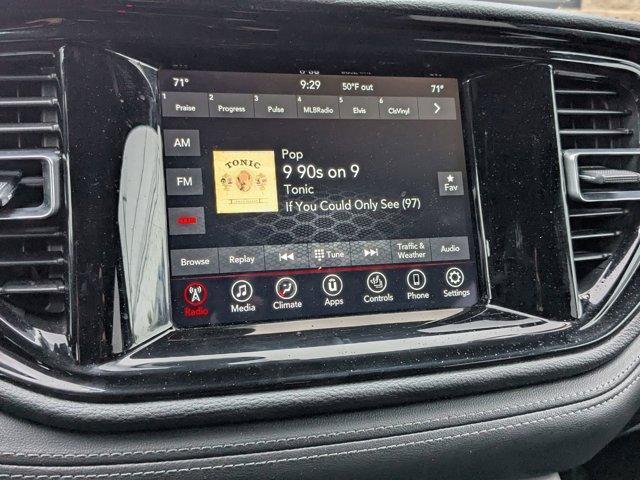 71° 9:29 50°F out 71°
1 Praise 2 Progress 3 Pulse 4 MLBRadio 5 Elvis 6 ClsVinyl
AM
FM
TONIC
Pop
9 90s on 9
Tonic
If You Could Only See (97)
Fav
Browse Replay Tune Traffic & Weather Audio
Radio Media Climate Apps Controls Phone Settings